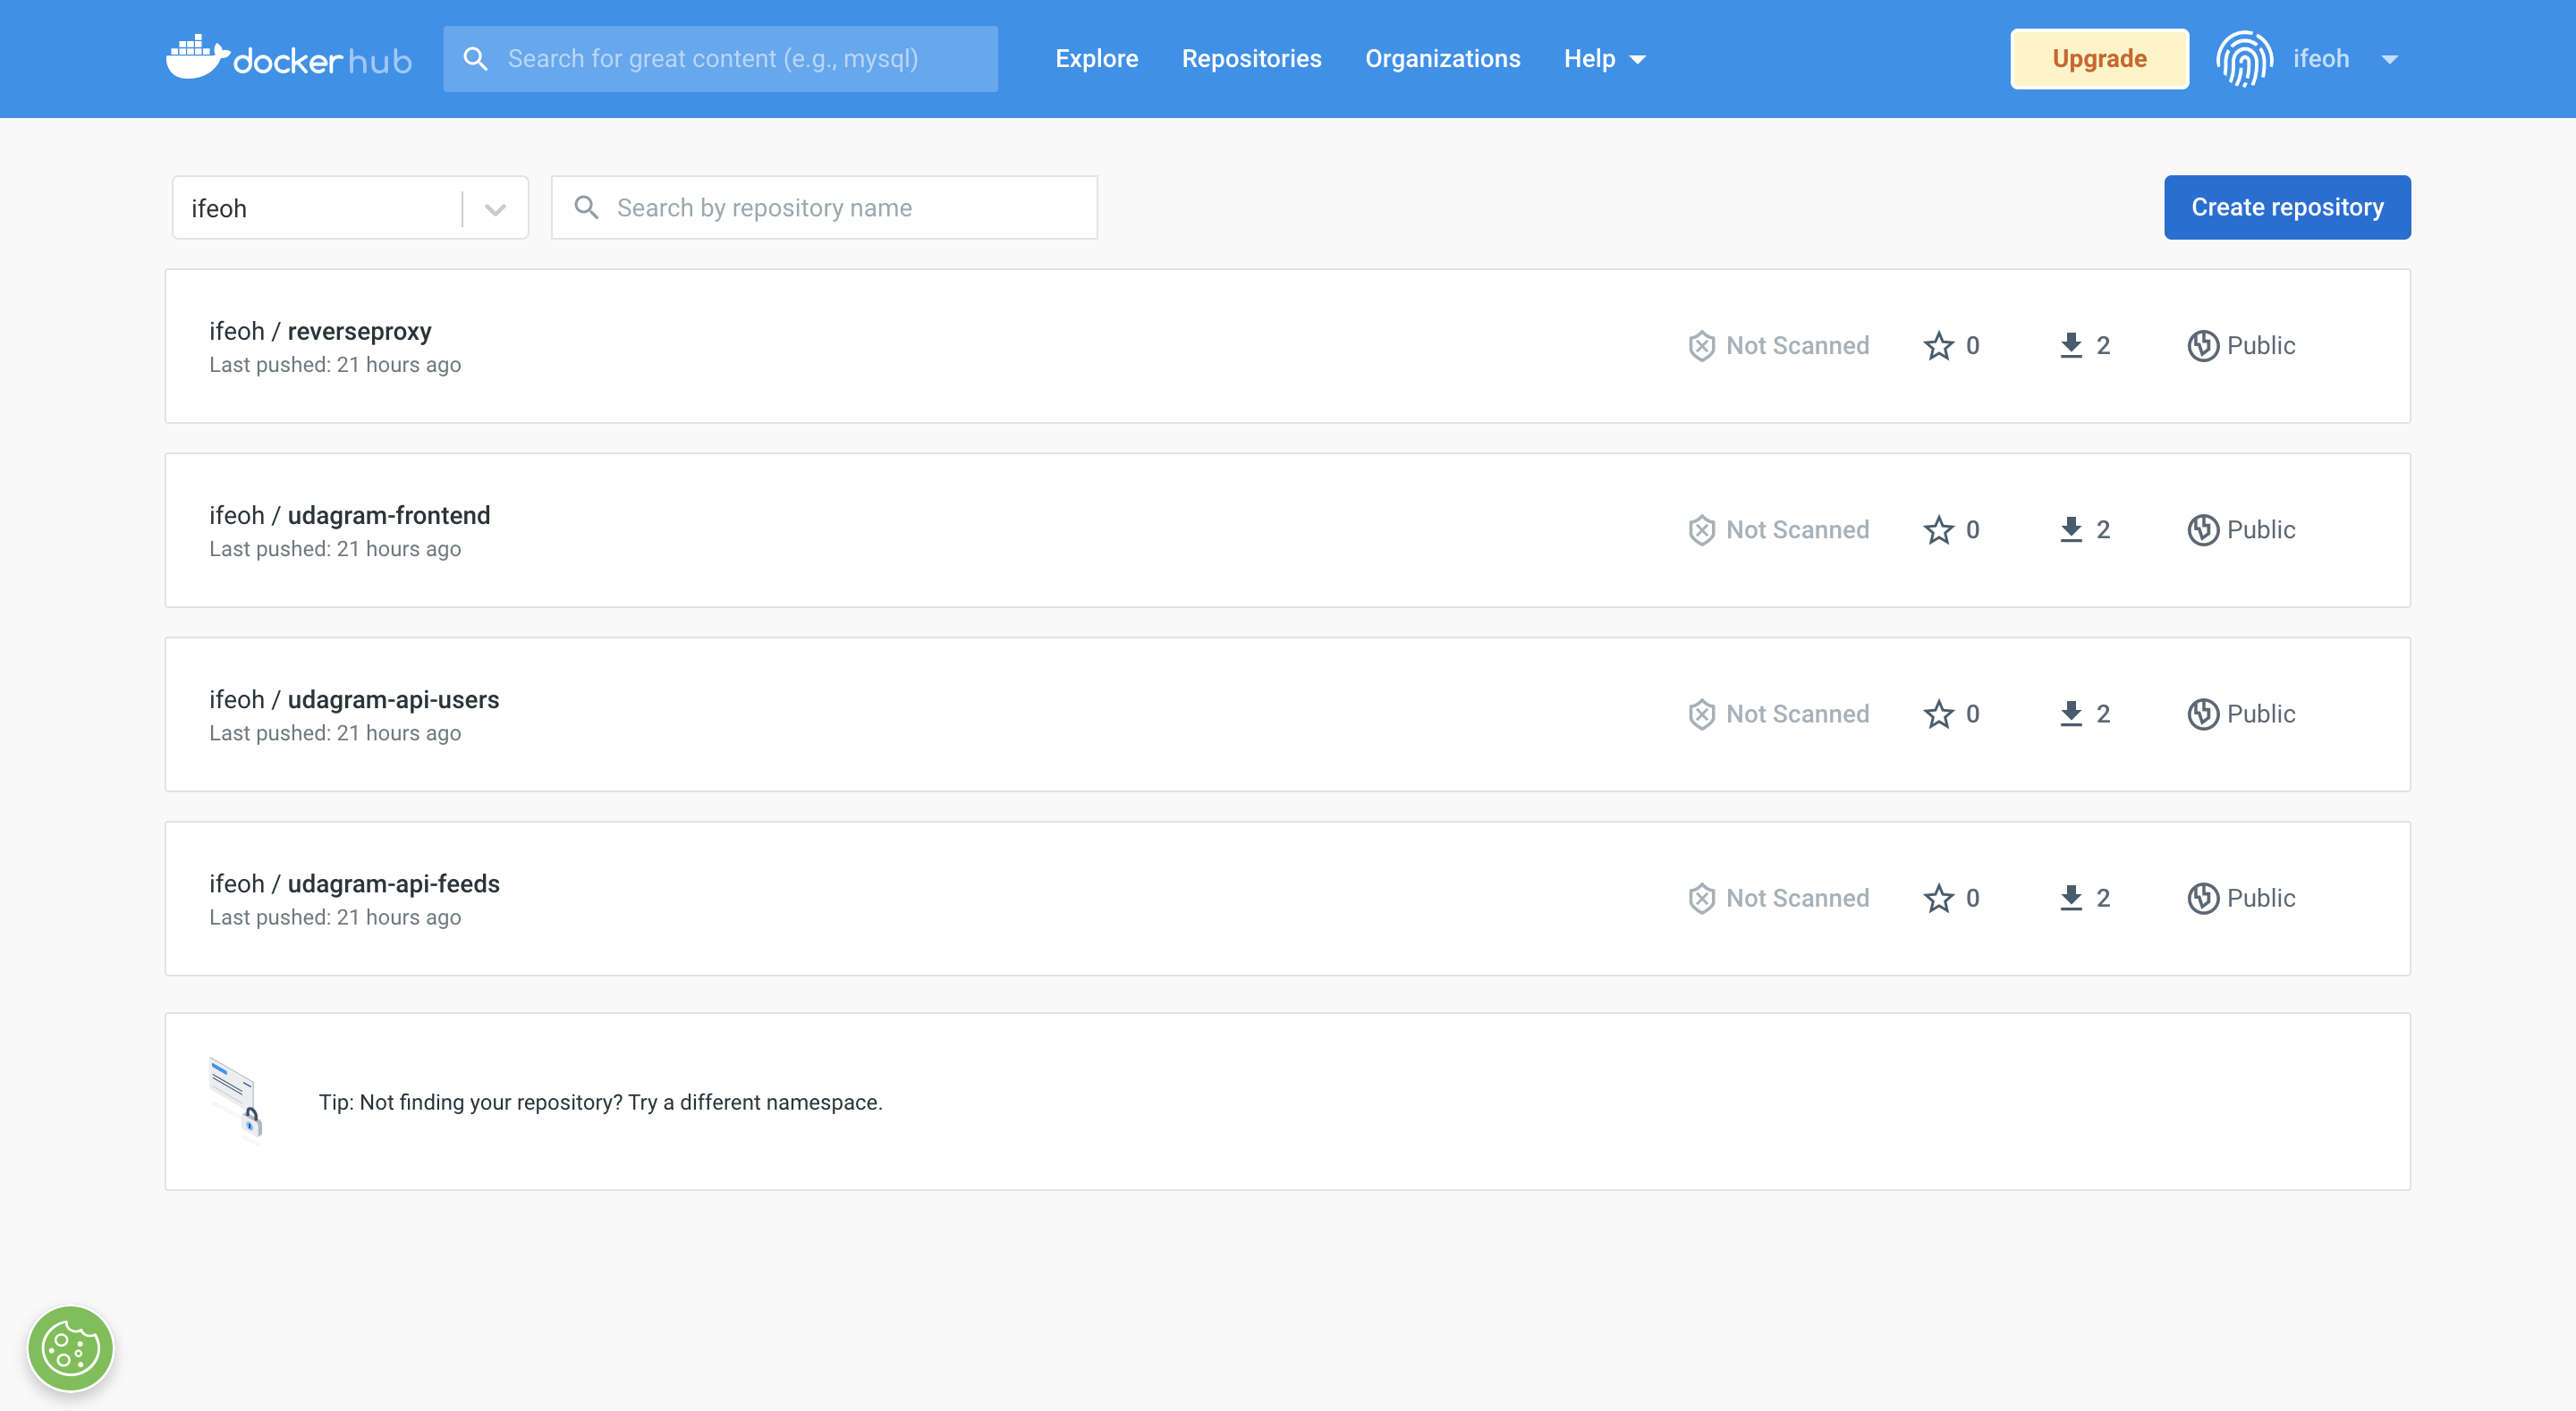 docker hub Search for great content (e.g., mysql) Explore Repositories Organizations Help Upgrade ifeoh
ifeoh Search by repository name Create repository
ifeoh / reverseproxy
Last pushed: 21 hours ago
Not Scanned 0 2 Public
ifeoh / udagram-frontend
Last pushed: 21 hours ago
Not Scanned 0 2 Public
ifeoh / udagram-api-users
Last pushed: 21 hours ago
Not Scanned 0 2 Public
ifeoh / udagram-api-feeds
Last pushed: 21 hours ago
Not Scanned 0 2 Public
Tip: Not finding your repository? Try a different namespace.